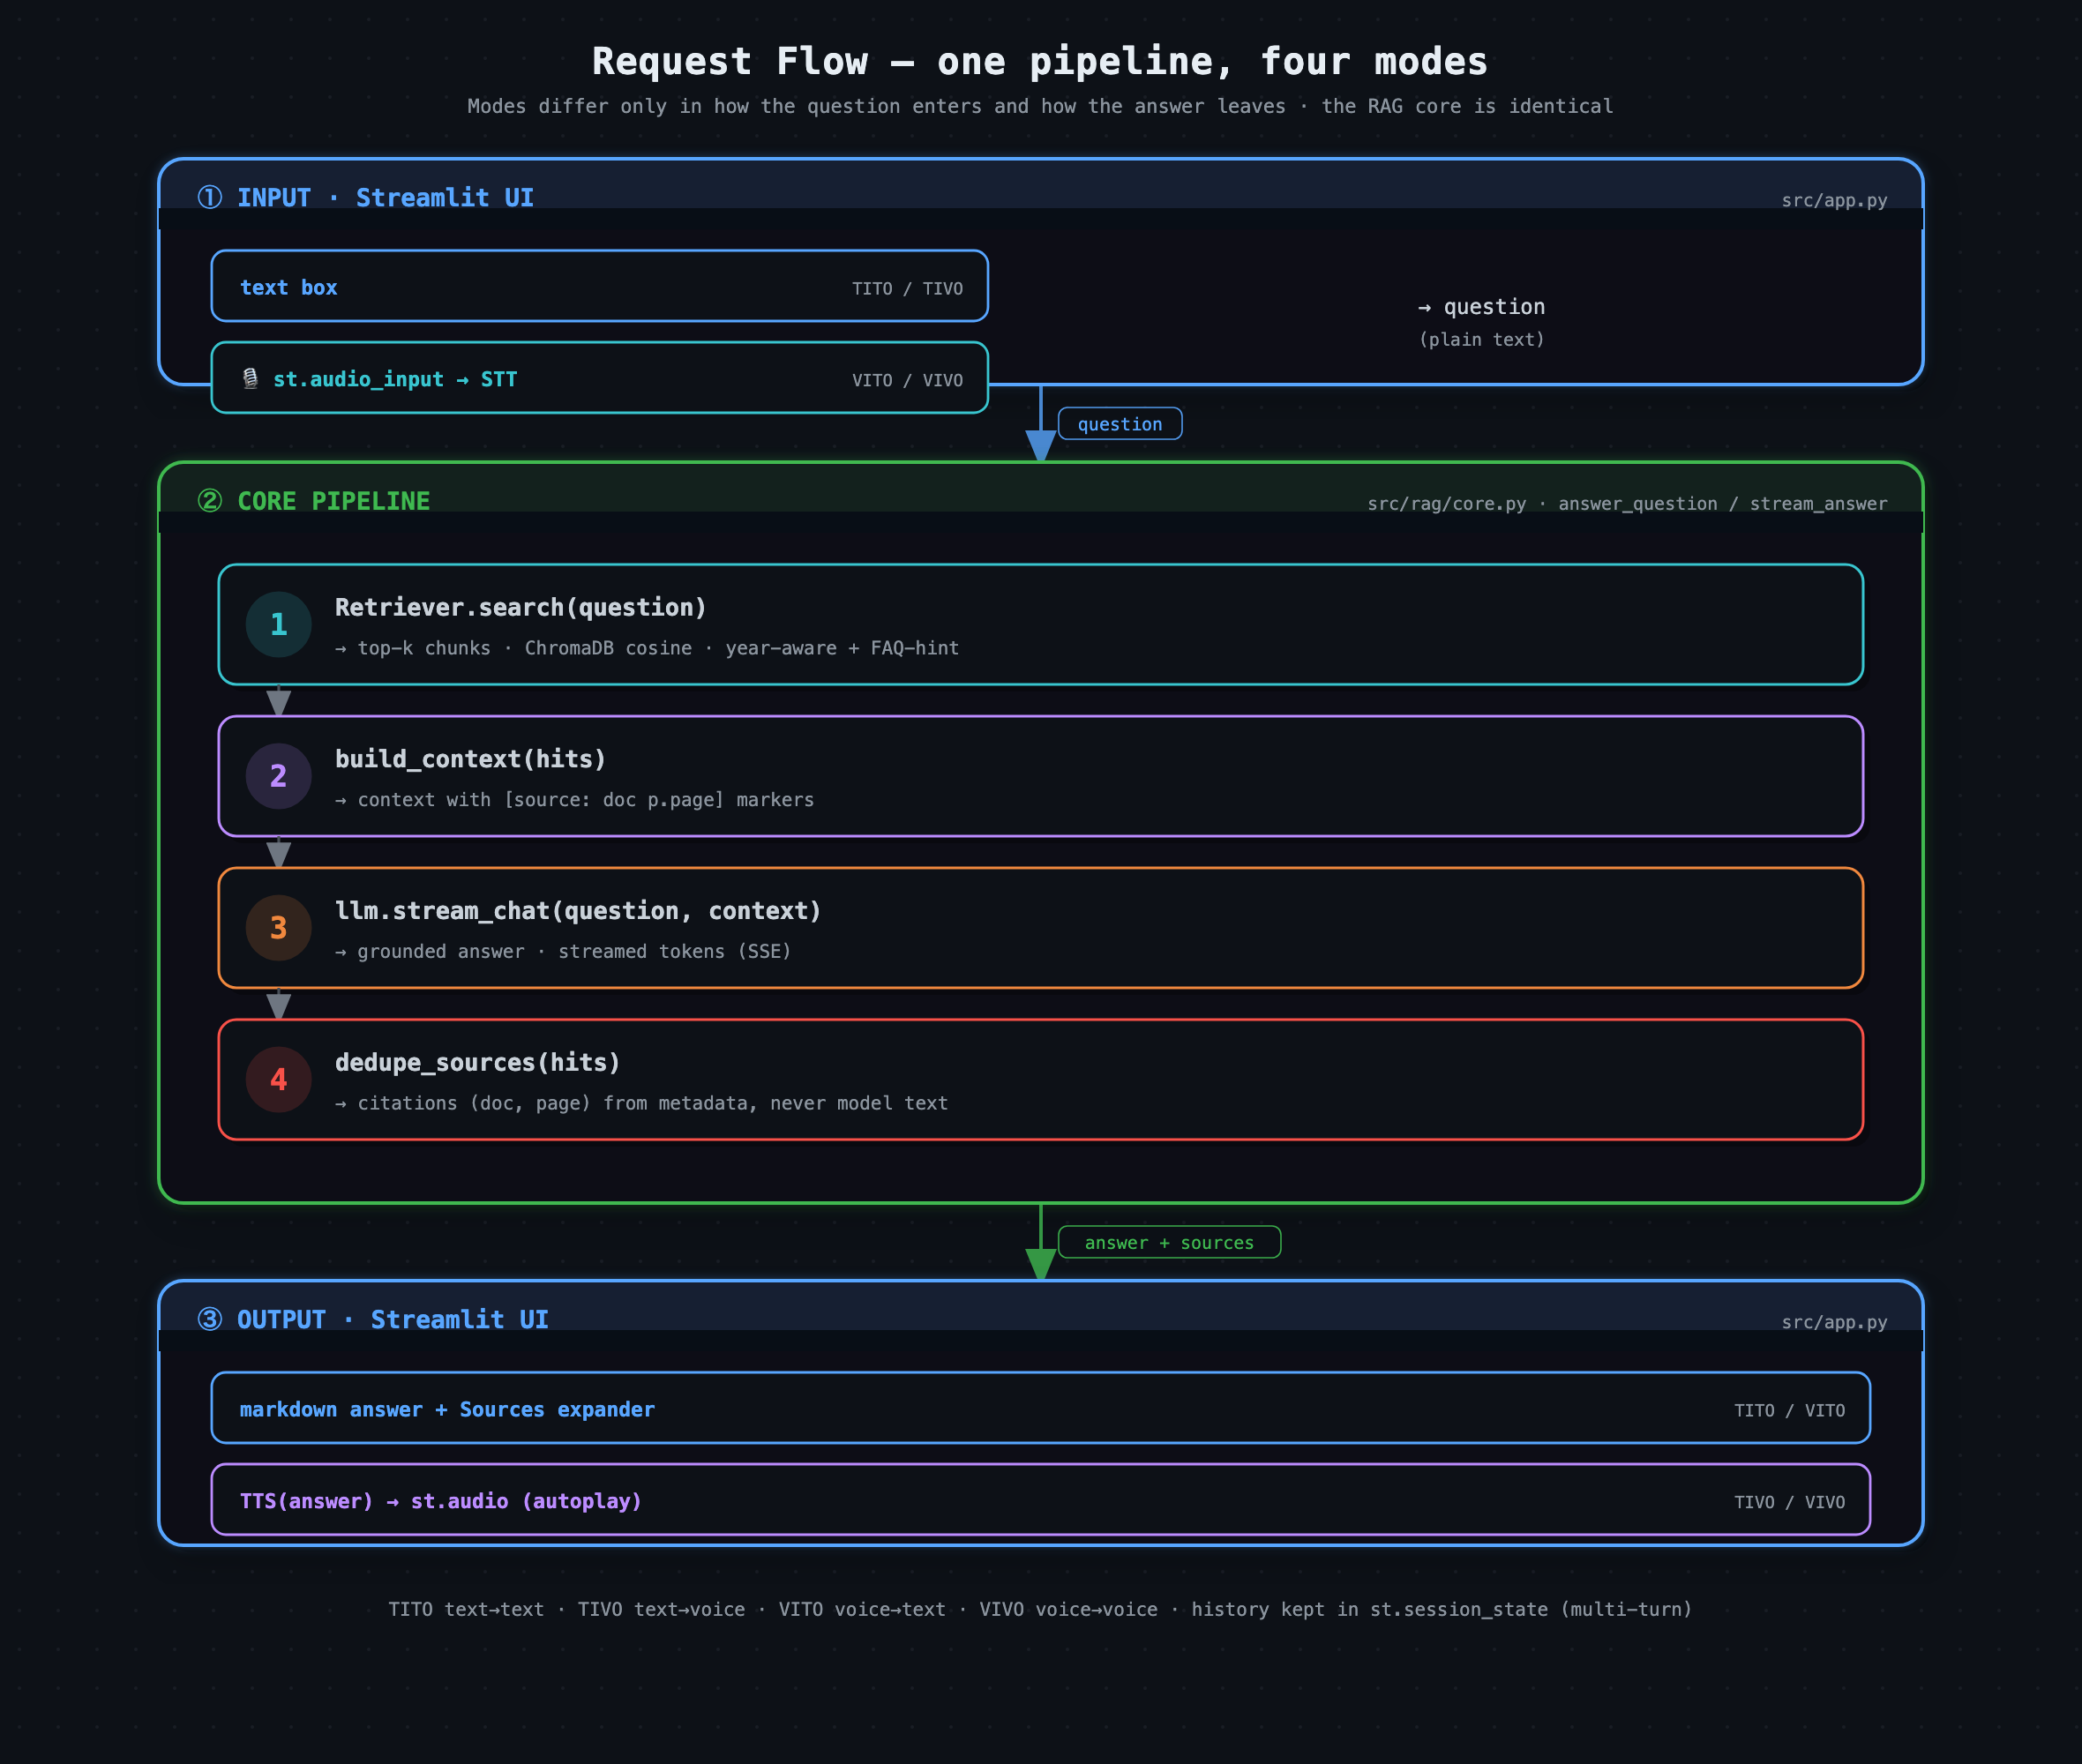 Request Flow — one pipeline, four modes
Modes differ only in how the question enters and how the answer leaves · the RAG core is identical
① INPUT · Streamlit UI
src/app.py
text box
TITO / TIVO
→ question
(plain text)
🎙 st.audio_input → STT
VITO / VIVO
question
② CORE PIPELINE
src/rag/core.py · answer_question / stream_answer
1
Retriever.search(question)
→ top-k chunks · ChromaDB cosine · year-aware + FAQ-hint
2
build_context(hits)
→ context with [source: doc p.page] markers
3
llm.stream_chat(question, context)
→ grounded answer · streamed tokens (SSE)
4
dedupe_sources(hits)
→ citations (doc, page) from metadata, never model text
answer + sources
③ OUTPUT · Streamlit UI
src/app.py
markdown answer + Sources expander
TITO / VITO
TTS(answer) → st.audio (autoplay)
TIVO / VIVO
TITO text→text · TIVO text→voice · VITO voice→text · VIVO voice→voice · history kept in st.session_state (multi-turn)